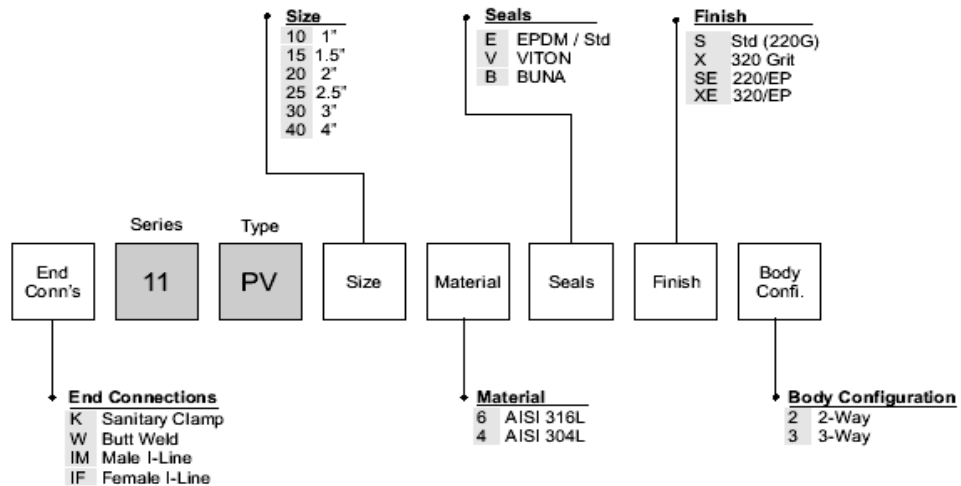 Size
10 1"
15 1.5"
20 2"
25 2.5"
30 3"
40 4"
Seals
E EPDM / Std
V VITON
B BUNA
Finish
S Std (220G)
X 320 Grit
SE 220/EP
XE 320/EP
Series
Type
End
Conn's
11
PV
Size
Material
Seals
Finish
Body
Confi.
End Connections
K Sanitary Clamp
W Butt Weld
IM Male I-Line
IF Female I-Line
Material
6 AISI 316L
4 AISI 304L
Body Configuration
2 2-Way
3 3-Way